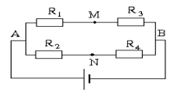 R₁ M R₃
A B
R₂ N R₄